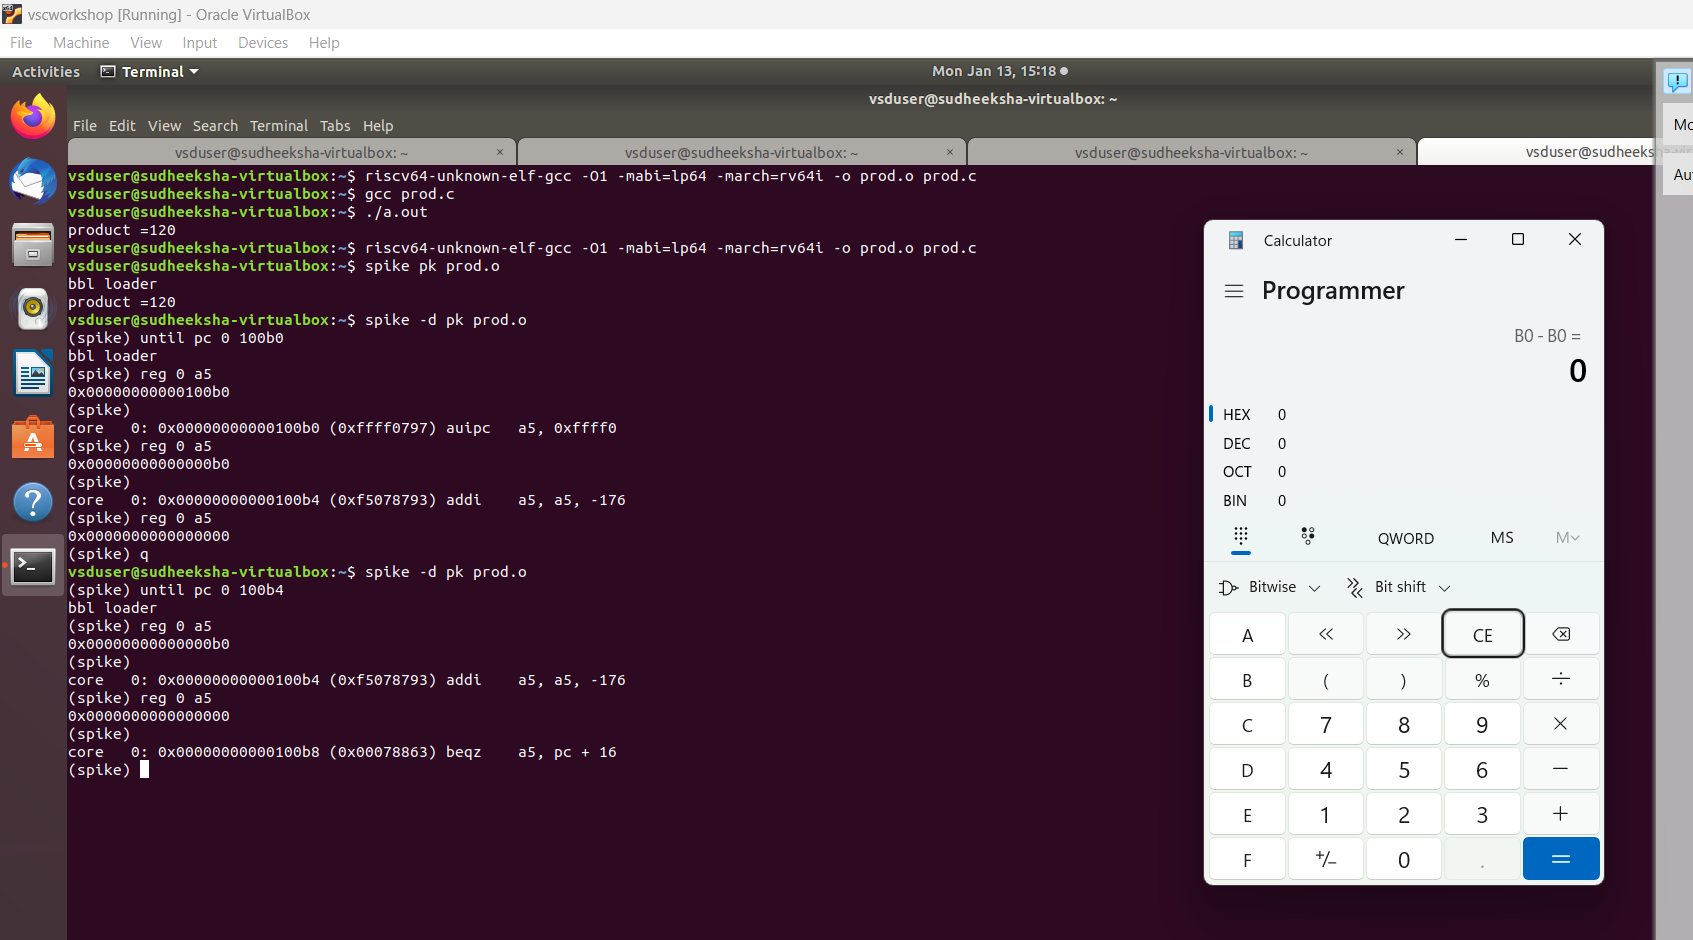 vscworkshop [Running] - Oracle VirtualBox
File Machine View Input Devices Help
Activities Terminal Mon Jan 13, 15:18
vsduser@sudheeksha-virtualbox: ~
File Edit View Search Terminal Tabs Help
vsduser@sudheeksha-virtualbox: ~ × vsduser@sudheeksha-virtualbox: ~ × vsduser@sudheeksha-virtualbox: ~ × vsduser@sudheeks
vsduser@sudheeksha-virtualbox:~$ riscv64-unknown-elf-gcc -O1 -mabi=lp64 -march=rv64i -o prod.o prod.c
vsduser@sudheeksha-virtualbox:~$ gcc prod.c
vsduser@sudheeksha-virtualbox:~$ ./a.out
product =120
vsduser@sudheeksha-virtualbox:~$ riscv64-unknown-elf-gcc -O1 -mabi=lp64 -march=rv64i -o prod.o prod.c
vsduser@sudheeksha-virtualbox:~$ spike pk prod.o
bbl loader
product =120
vsduser@sudheeksha-virtualbox:~$ spike -d pk prod.o
(spike) until pc 0 100b0
bbl loader
(spike) reg 0 a5
0x00000000000100b0
(spike)
core   0: 0x00000000000100b0 (0xffff0797) auipc   a5, 0xffff0
(spike) reg 0 a5
0x00000000000000b0
(spike)
core   0: 0x00000000000100b4 (0xf5078793) addi    a5, a5, -176
(spike) reg 0 a5
0x0000000000000000
(spike) q
vsduser@sudheeksha-virtualbox:~$ spike -d pk prod.o
(spike) until pc 0 100b4
bbl loader
(spike) reg 0 a5
0x00000000000000b0
(spike)
core   0: 0x00000000000100b4 (0xf5078793) addi    a5, a5, -176
(spike) reg 0 a5
0x0000000000000000
(spike)
core   0: 0x00000000000100b8 (0x00078863) beqz    a5, pc + 16
(spike)
Calculator
Programmer
B0 - B0 =
0
HEX 0
DEC 0
OCT 0
BIN 0
QWORD MS M
Bitwise Bit shift
A « » CE
B ( ) % ÷
C 7 8 9 ×
D 4 5 6 −
E 1 2 3 +
F +/− 0 . =
Mo
Au